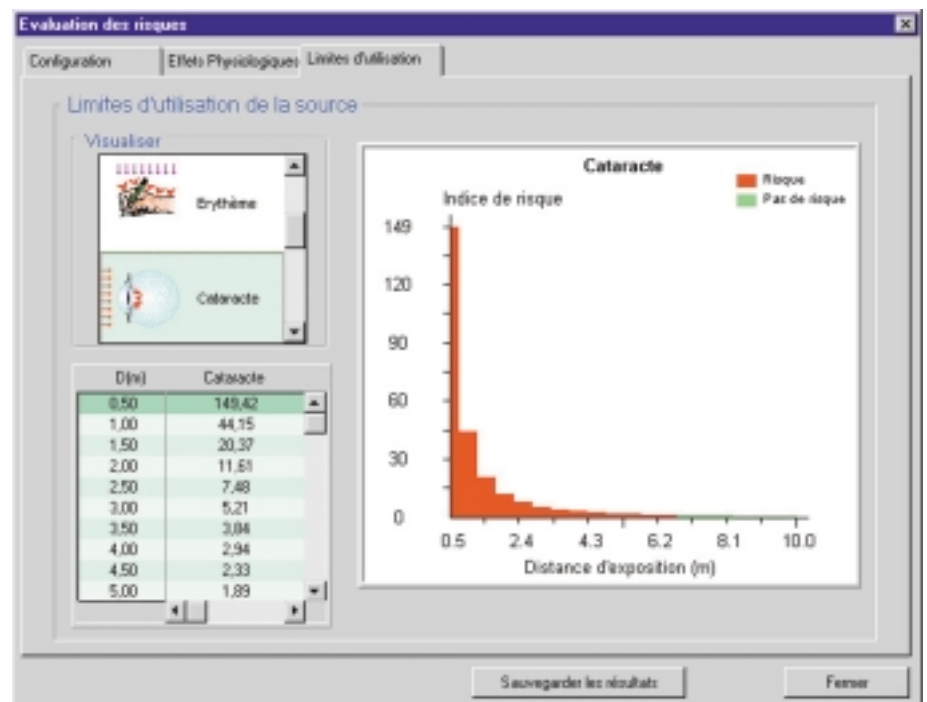 Evaluation des risques
Configuration
Effets Physiologiques
Limites d'utilisation
Limites d'utilisation de la source
Visualiser
Erythème
Cataracte
D(m) Cataracte
0,50 149,42
1,00 44,15
1,50 20,37
2,00 11,61
2,50 7,48
3,00 5,21
3,50 3,84
4,00 2,94
4,50 2,33
5,00 1,89
Cataracte
Risque
Pas de risque
Indice de risque
149
120
90
60
30
0
0.5 2.4 4.3 6.2 8.1 10.0
Distance d'exposition (m)
Sauvegarder les résultats
Fermer